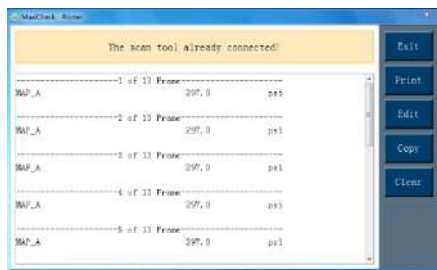 MaxiCheck Printer
The scan tool already connected!
Exit
Print
Edit
Copy
Clear
--------------------1 of 13 Frame--------------------
MAP_A 297.0 psi
--------------------2 of 13 Frame--------------------
MAP_A 297.0 psi
--------------------3 of 13 Frame--------------------
MAP_A 297.0 psi
--------------------4 of 13 Frame--------------------
MAP_A 297.0 psi
--------------------5 of 13 Frame--------------------
MAP_A 297.0 psi